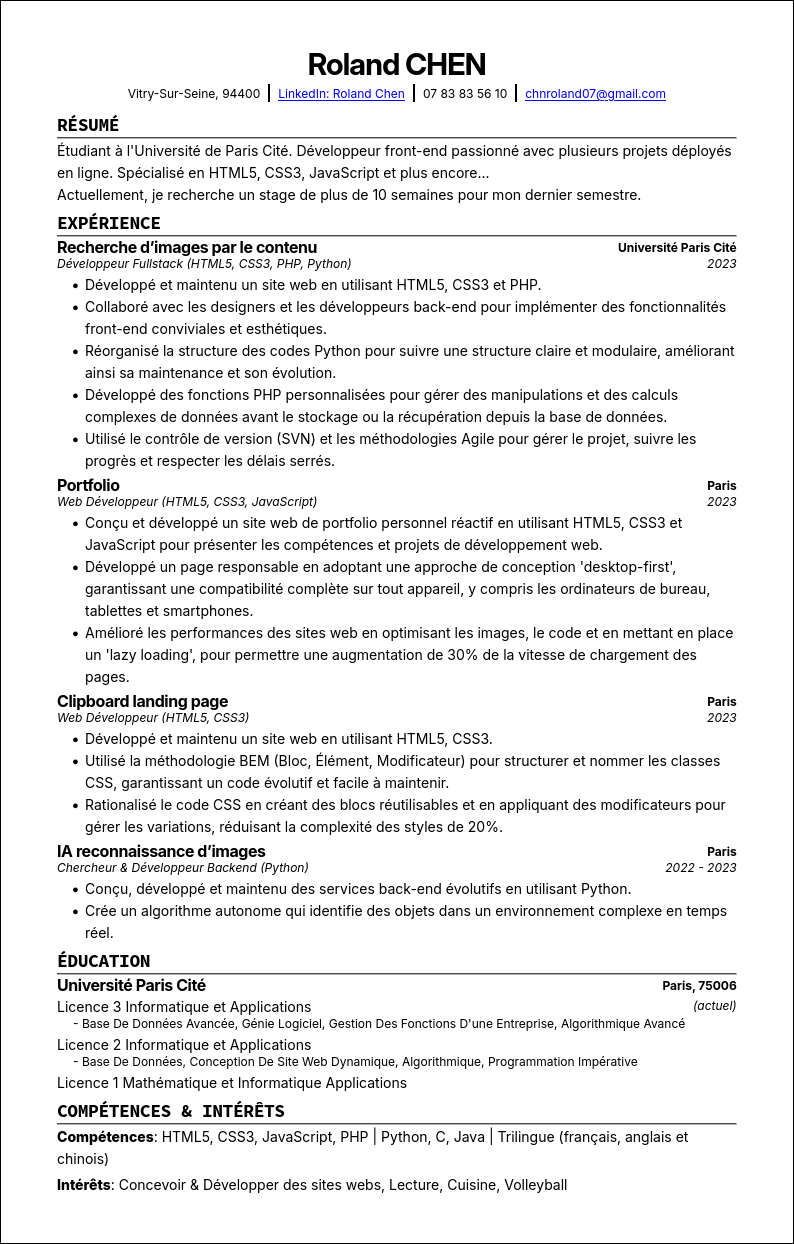 Roland CHEN
Vitry-Sur-Seine, 94400 | LinkedIn: Roland Chen | 07 83 83 56 10 | chnroland07@gmail.com
RÉSUMÉ
Étudiant à l'Université de Paris Cité. Développeur front-end passionné avec plusieurs projets déployés
en ligne. Spécialisé en HTML5, CSS3, JavaScript et plus encore...
Actuellement, je recherche un stage de plus de 10 semaines pour mon dernier semestre.
EXPÉRIENCE
Recherche d’images par le contenu Université Paris Cité
Développeur Fullstack (HTML5, CSS3, PHP, Python) 2023
• Développé et maintenu un site web en utilisant HTML5, CSS3 et PHP.
• Collaboré avec les designers et les développeurs back-end pour implémenter des fonctionnalités
front-end conviviales et esthétiques.
• Réorganisé la structure des codes Python pour suivre une structure claire et modulaire, améliorant
ainsi sa maintenance et son évolution.
• Développé des fonctions PHP personnalisées pour gérer des manipulations et des calculs
complexes de données avant le stockage ou la récupération depuis la base de données.
• Utilisé le contrôle de version (SVN) et les méthodologies Agile pour gérer le projet, suivre les
progrès et respecter les délais serrés.
Portfolio Paris
Web Développeur (HTML5, CSS3, JavaScript) 2023
• Conçu et développé un site web de portfolio personnel réactif en utilisant HTML5, CSS3 et
JavaScript pour présenter les compétences et projets de développement web.
• Développé un page responsable en adoptant une approche de conception 'desktop-first',
garantissant une compatibilité complète sur tout appareil, y compris les ordinateurs de bureau,
tablettes et smartphones.
• Amélioré les performances des sites web en optimisant les images, le code et en mettant en place
un 'lazy loading', pour permettre une augmentation de 30% de la vitesse de chargement des
pages.
Clipboard landing page Paris
Web Développeur (HTML5, CSS3) 2023
• Développé et maintenu un site web en utilisant HTML5, CSS3.
• Utilisé la méthodologie BEM (Bloc, Élément, Modificateur) pour structurer et nommer les classes
CSS, garantissant un code évolutif et facile à maintenir.
• Rationalisé le code CSS en créant des blocs réutilisables et en appliquant des modificateurs pour
gérer les variations, réduisant la complexité des styles de 20%.
IA reconnaissance d’images Paris
Chercheur & Développeur Backend (Python) 2022 - 2023
• Conçu, développé et maintenu des services back-end évolutifs en utilisant Python.
• Crée un algorithme autonome qui identifie des objets dans un environnement complexe en temps
réel.
ÉDUCATION
Université Paris Cité Paris, 75006
Licence 3 Informatique et Applications (actuel)
- Base De Données Avancée, Génie Logiciel, Gestion Des Fonctions D'une Entreprise, Algorithmique Avancé
Licence 2 Informatique et Applications
- Base De Données, Conception De Site Web Dynamique, Algorithmique, Programmation Impérative
Licence 1 Mathématique et Informatique Applications
COMPÉTENCES & INTÉRÊTS
Compétences: HTML5, CSS3, JavaScript, PHP | Python, C, Java | Trilingue (français, anglais et
chinois)
Intérêts: Concevoir & Développer des sites webs, Lecture, Cuisine, Volleyball